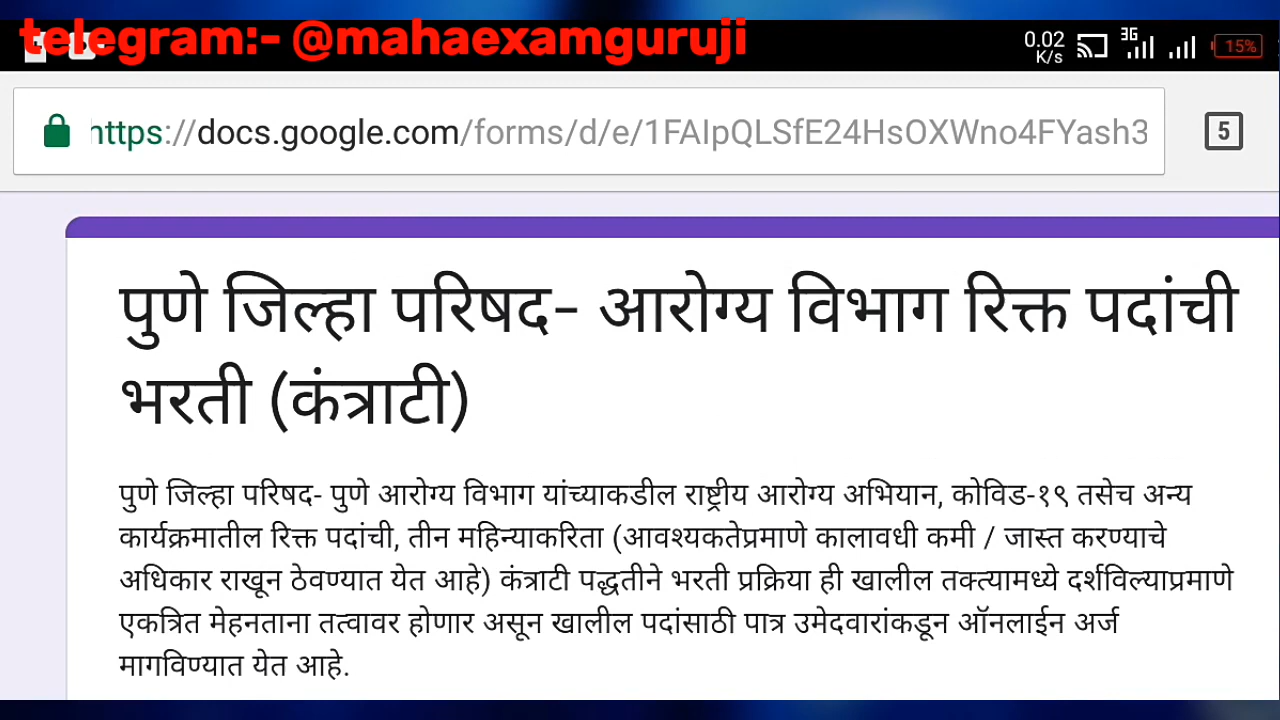 telegram:- @mahaexamguruji
0.02
K/s
3G
15%
https://docs.google.com/forms/d/e/1FAIpQLSfE24HsOXWno4FYash3
5
पुणे जिल्हा परिषद- आरोग्य विभाग रिक्त पदांची
भरती (कंत्राटी)
पुणे जिल्हा परिषद- पुणे आरोग्य विभाग यांच्याकडील राष्ट्रीय आरोग्य अभियान, कोविड-१९ तसेच अन्य
कार्यक्रमातील रिक्त पदांची, तीन महिन्याकरिता (आवश्यकतेप्रमाणे कालावधी कमी / जास्त करण्याचे
अधिकार राखून ठेवण्यात येत आहे) कंत्राटी पद्धतीने भरती प्रक्रिया ही खालील तक्त्यामध्ये दर्शविल्याप्रमाणे
एकत्रित मेहनताना तत्वावर होणार असून खालील पदांसाठी पात्र उमेदवारांकडून ऑनलाईन अर्ज
मागविण्यात येत आहे.